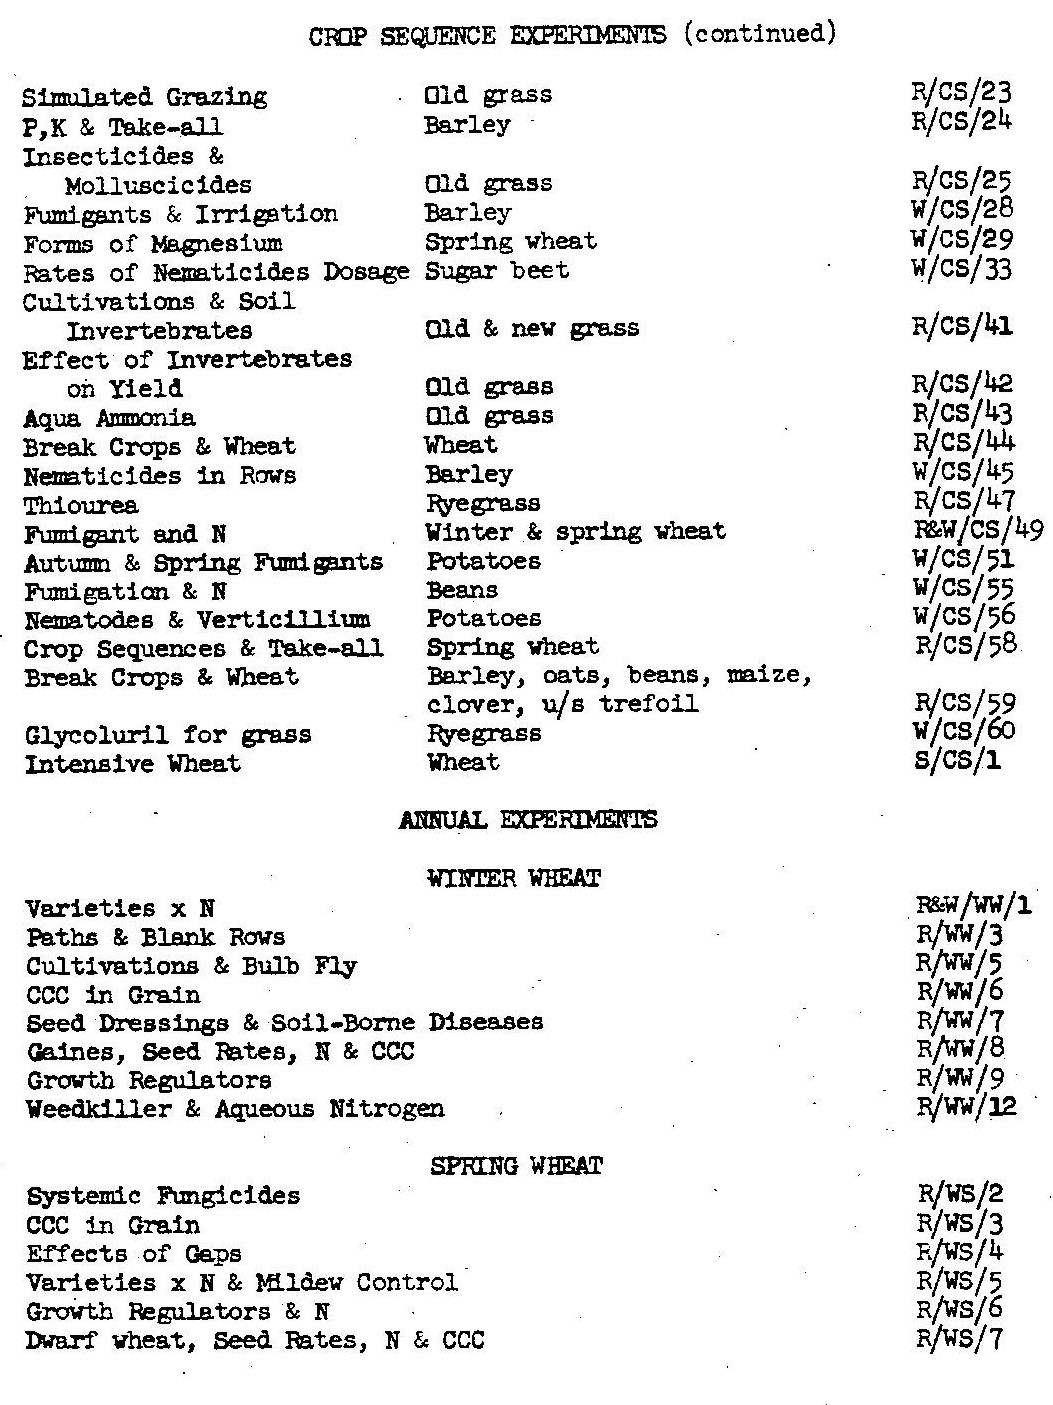 CROP SEQUENCE EXPERIMENTS (continued)
Simulated Grazing Old grass R/CS/23
P,K & Take-all Barley R/CS/24
Insecticides &
Molluscicides Old grass R/CS/25
Fumigants & Irrigation Barley W/CS/28
Forms of Magnesium Spring wheat W/CS/29
Rates of Nematicides Dosage Sugar beet W/CS/33
Cultivations & Soil
Invertebrates Old & new grass R/CS/41
Effect of Invertebrates
on Yield Old grass R/CS/42
Aqua Ammonia Old grass R/CS/43
Break Crops & Wheat Wheat R/CS/44
Nematicides in Rows Barley W/CS/45
Thiourea Ryegrass R/CS/47
Fumigant and N Winter & spring wheat R&W/CS/49
Autumn & Spring Fumigants Potatoes W/CS/51
Fumigation & N Beans W/CS/55
Nematodes & Verticillium Potatoes W/CS/56
Crop Sequences & Take-all Spring wheat R/CS/58
Break Crops & Wheat Barley, oats, beans, maize,
clover, u/s trefoil R/CS/59
Glycoluril for grass Ryegrass W/CS/60
Intensive Wheat Wheat S/CS/1
ANNUAL EXPERIMENTS
WINTER WHEAT
Varieties x N R&W/WW/1
Paths & Blank Rows R/WW/3
Cultivations & Bulb Fly R/WW/5
CCC in Grain R/WW/6
Seed Dressings & Soil-Borne Diseases R/WW/7
Gaines, Seed Rates, N & CCC R/WW/8
Growth Regulators R/WW/9
Weedkiller & Aqueous Nitrogen R/WW/12
SPRING WHEAT
Systemic Fungicides R/WS/2
CCC in Grain R/WS/3
Effects of Gaps R/WS/4
Varieties x N & Mildew Control R/WS/5
Growth Regulators & N R/WS/6
Dwarf wheat, Seed Rates, N & CCC R/WS/7